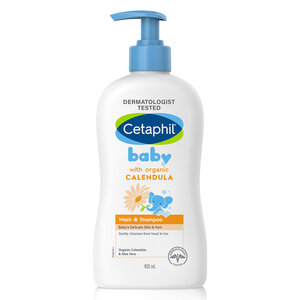 DERMATOLOGIST
TESTED
Cetaphil
baby
with organic
CALENDULA
Wash & Shampoo
Baby's Delicate Skin & Hair
Gently cleanses from head to toe
Organic Calendula
& Aloe Vera
400 mL